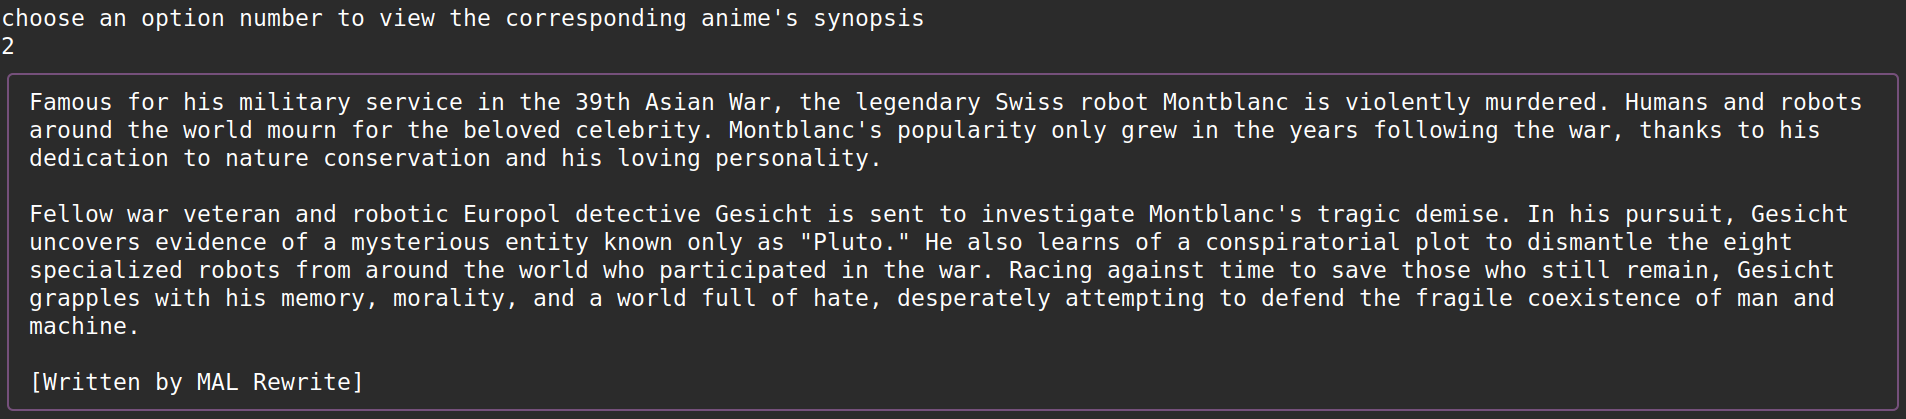 choose an option number to view the corresponding anime's synopsis
2
Famous for his military service in the 39th Asian War, the legendary Swiss robot Montblanc is violently murdered. Humans and robots
around the world mourn for the beloved celebrity. Montblanc's popularity only grew in the years following the war, thanks to his
dedication to nature conservation and his loving personality.
Fellow war veteran and robotic Europol detective Gesicht is sent to investigate Montblanc's tragic demise. In his pursuit, Gesicht
uncovers evidence of a mysterious entity known only as "Pluto." He also learns of a conspiratorial plot to dismantle the eight
specialized robots from around the world who participated in the war. Racing against time to save those who still remain, Gesicht
grapples with his memory, morality, and a world full of hate, desperately attempting to defend the fragile coexistence of man and
machine.
[Written by MAL Rewrite]